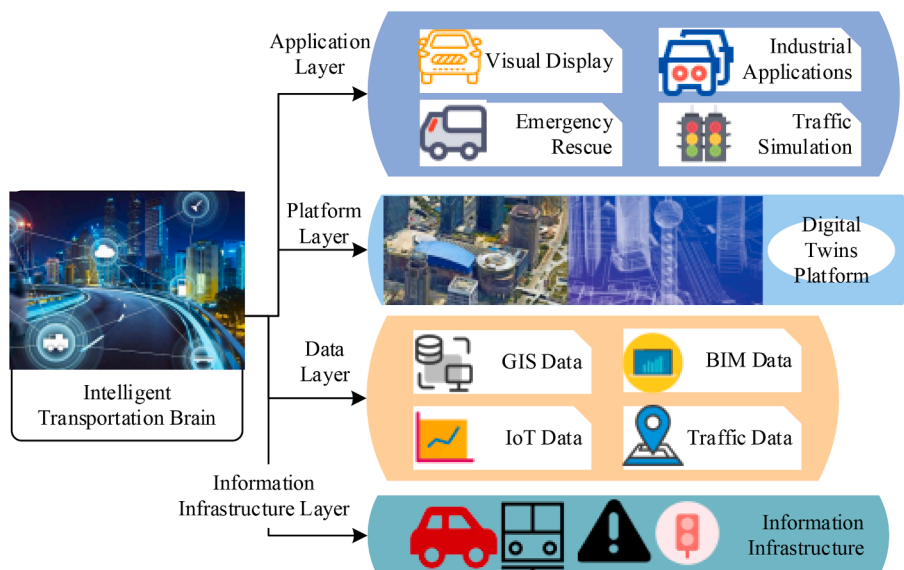 Application
Layer
Visual Display
Industrial
Applications
Emergency
Rescue
Traffic
Simulation
Platform
Layer
Digital
Twins
Platform
Intelligent
Transportation Brain
Data
Layer
GIS Data
BIM Data
IoT Data
Traffic Data
Information
Infrastructure Layer
Information
Infrastructure